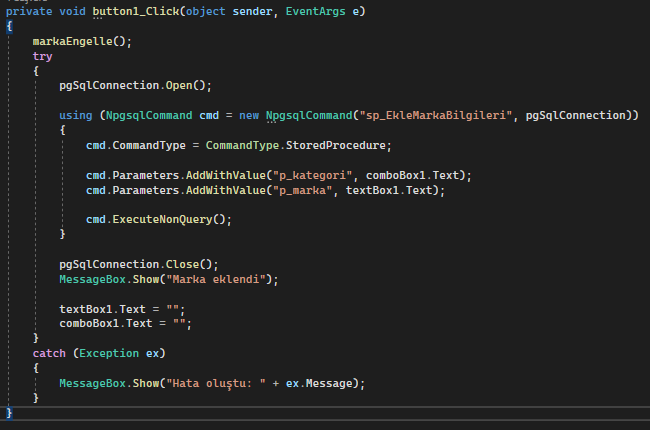 private void button1_Click(object sender, EventArgs e)
{
markaEngelle();
try
{
pgSqlConnection.Open();
using (NpgsqlCommand cmd = new NpgsqlCommand("sp_EkleMarkaBilgileri", pgSqlConnection))
{
cmd.CommandType = CommandType.StoredProcedure;
cmd.Parameters.AddWithValue("p_kategori", comboBox1.Text);
cmd.Parameters.AddWithValue("p_marka", textBox1.Text);
cmd.ExecuteNonQuery();
}
pgSqlConnection.Close();
MessageBox.Show("Marka eklendi");
textBox1.Text = "";
comboBox1.Text = "";
}
catch (Exception ex)
{
MessageBox.Show("Hata oluştu: " + ex.Message);
}
}